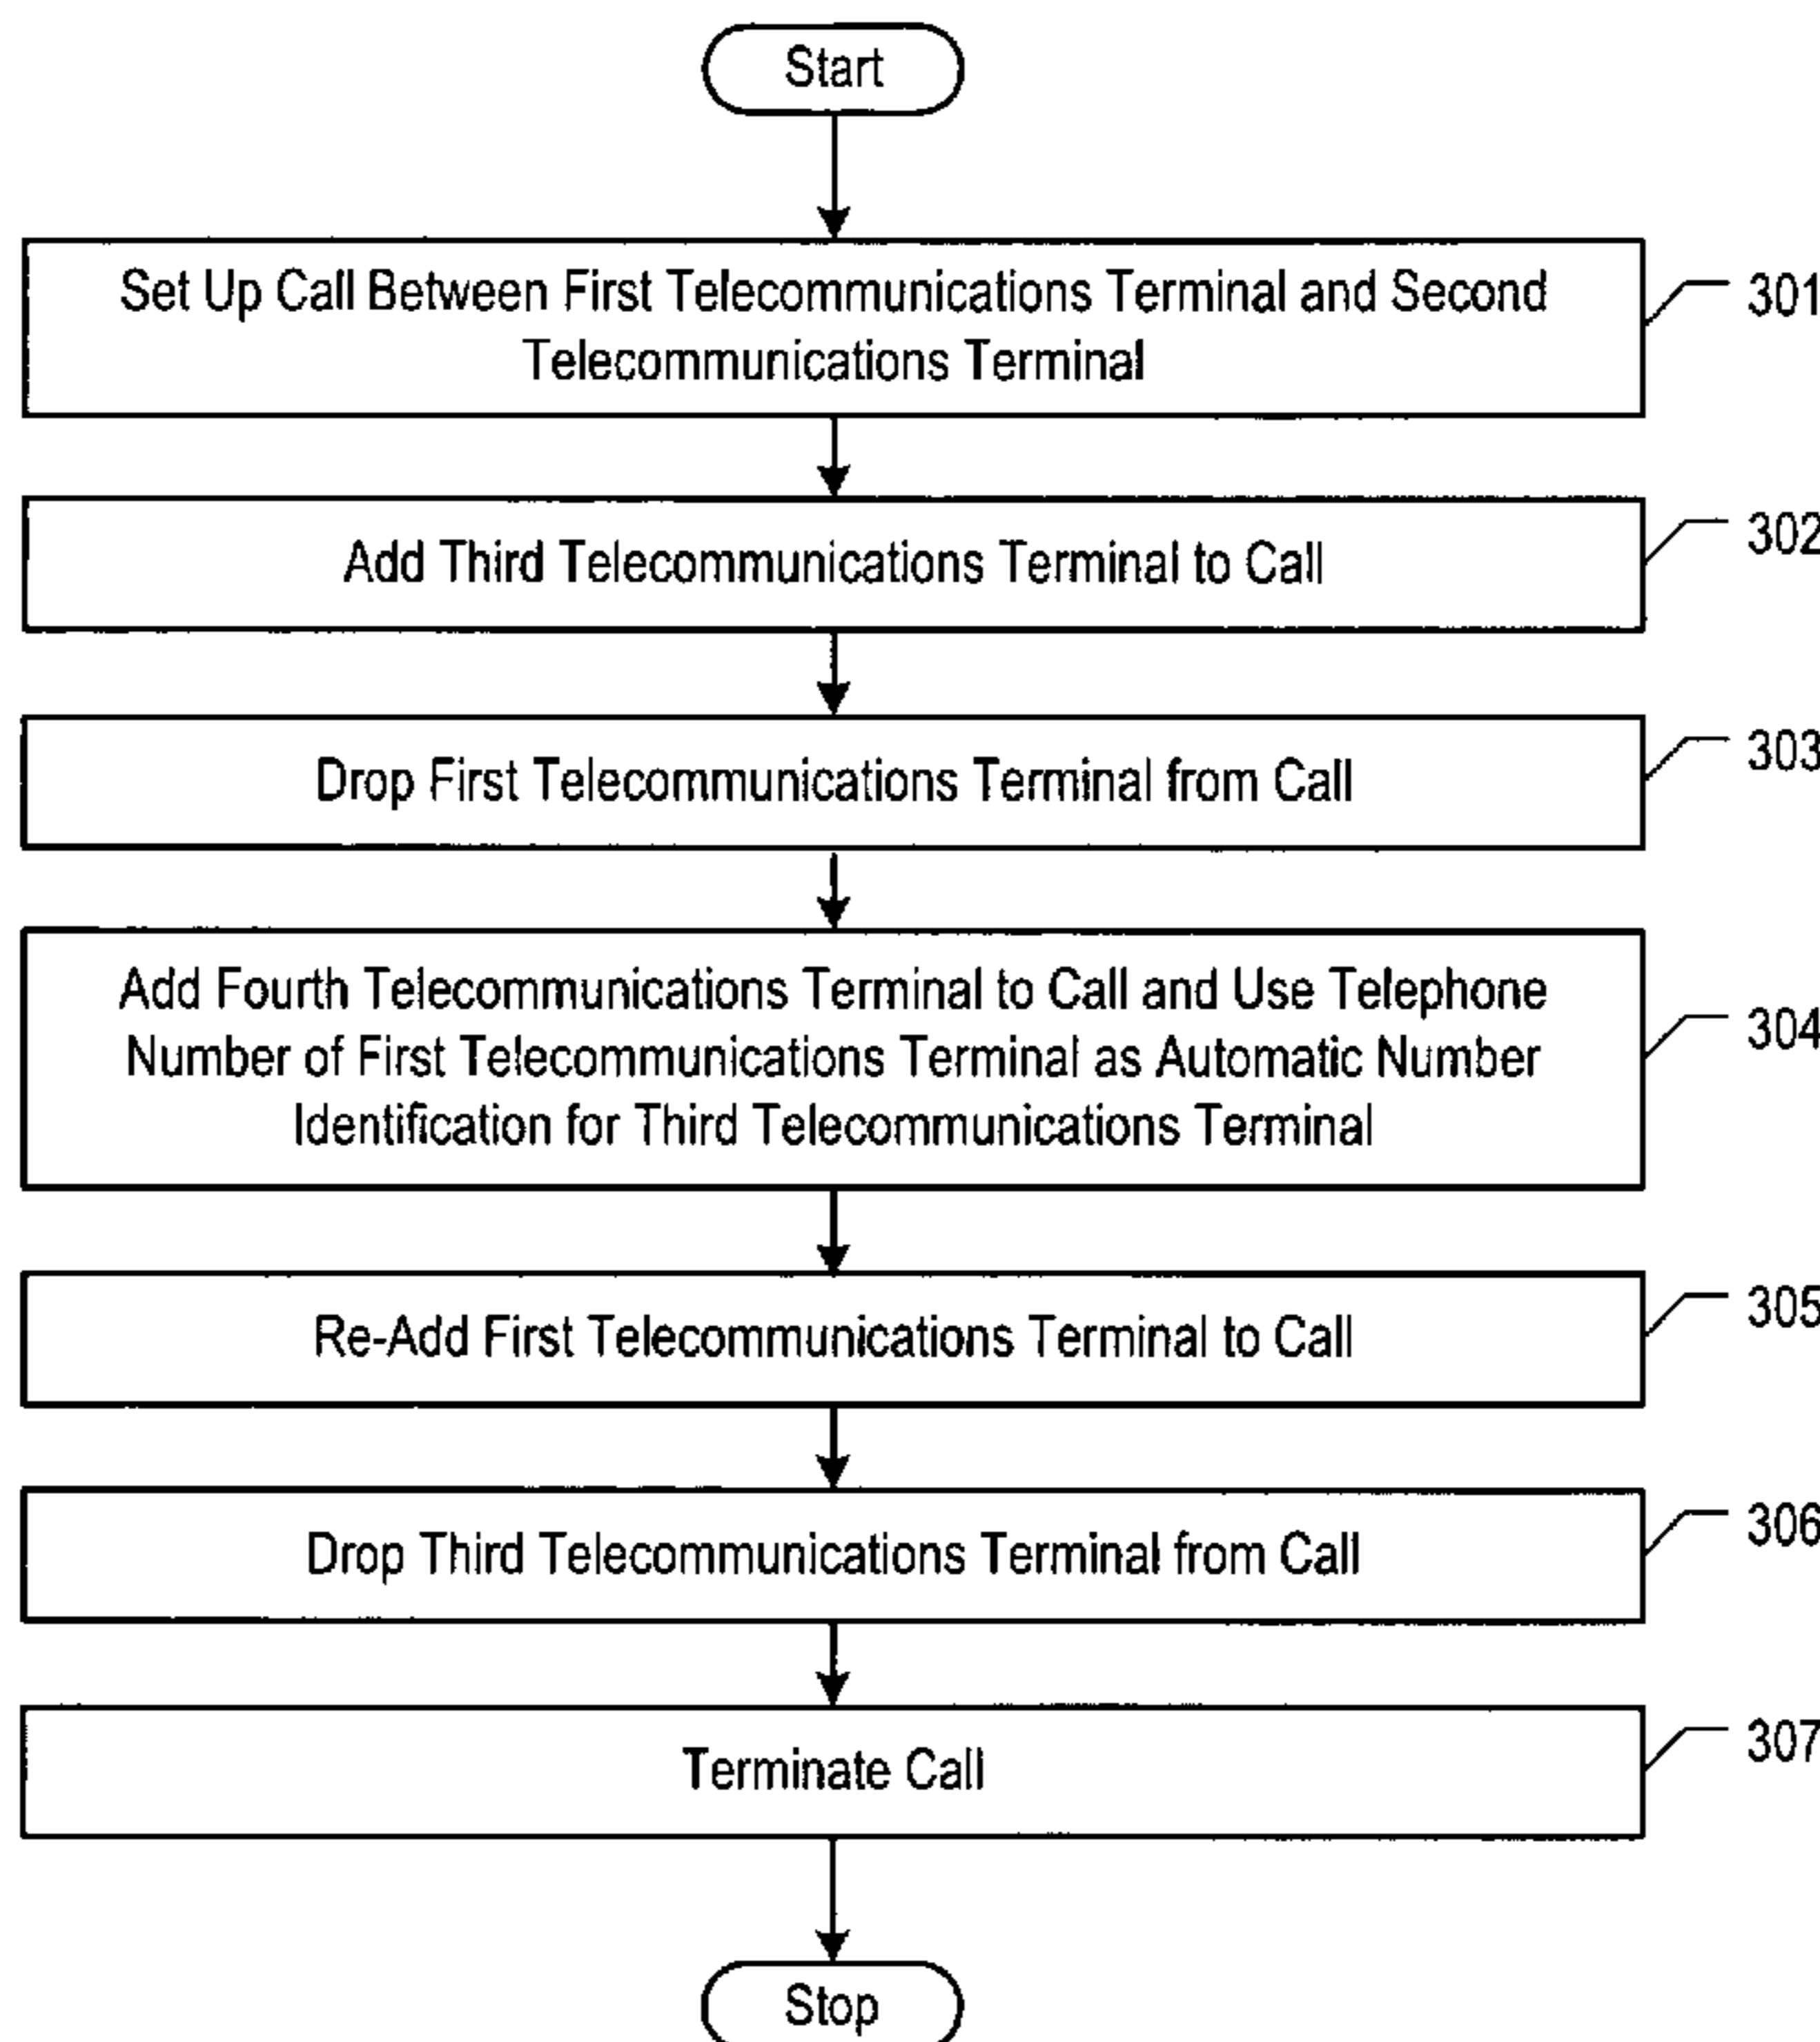 Start
Set Up Call Between First Telecommunications Terminal and Second
Telecommunications Terminal
301
Add Third Telecommunications Terminal to Call
302
Drop First Telecommunications Terminal from Call
303
Add Fourth Telecommunications Terminal to Call and Use Telephone
Number of First Telecommunications Terminal as Automatic Number
Identification for Third Telecommunications Terminal
304
Re-Add First Telecommunications Terminal to Call
305
Drop Third Telecommunications Terminal from Call
306
Terminate Call
307
Stop